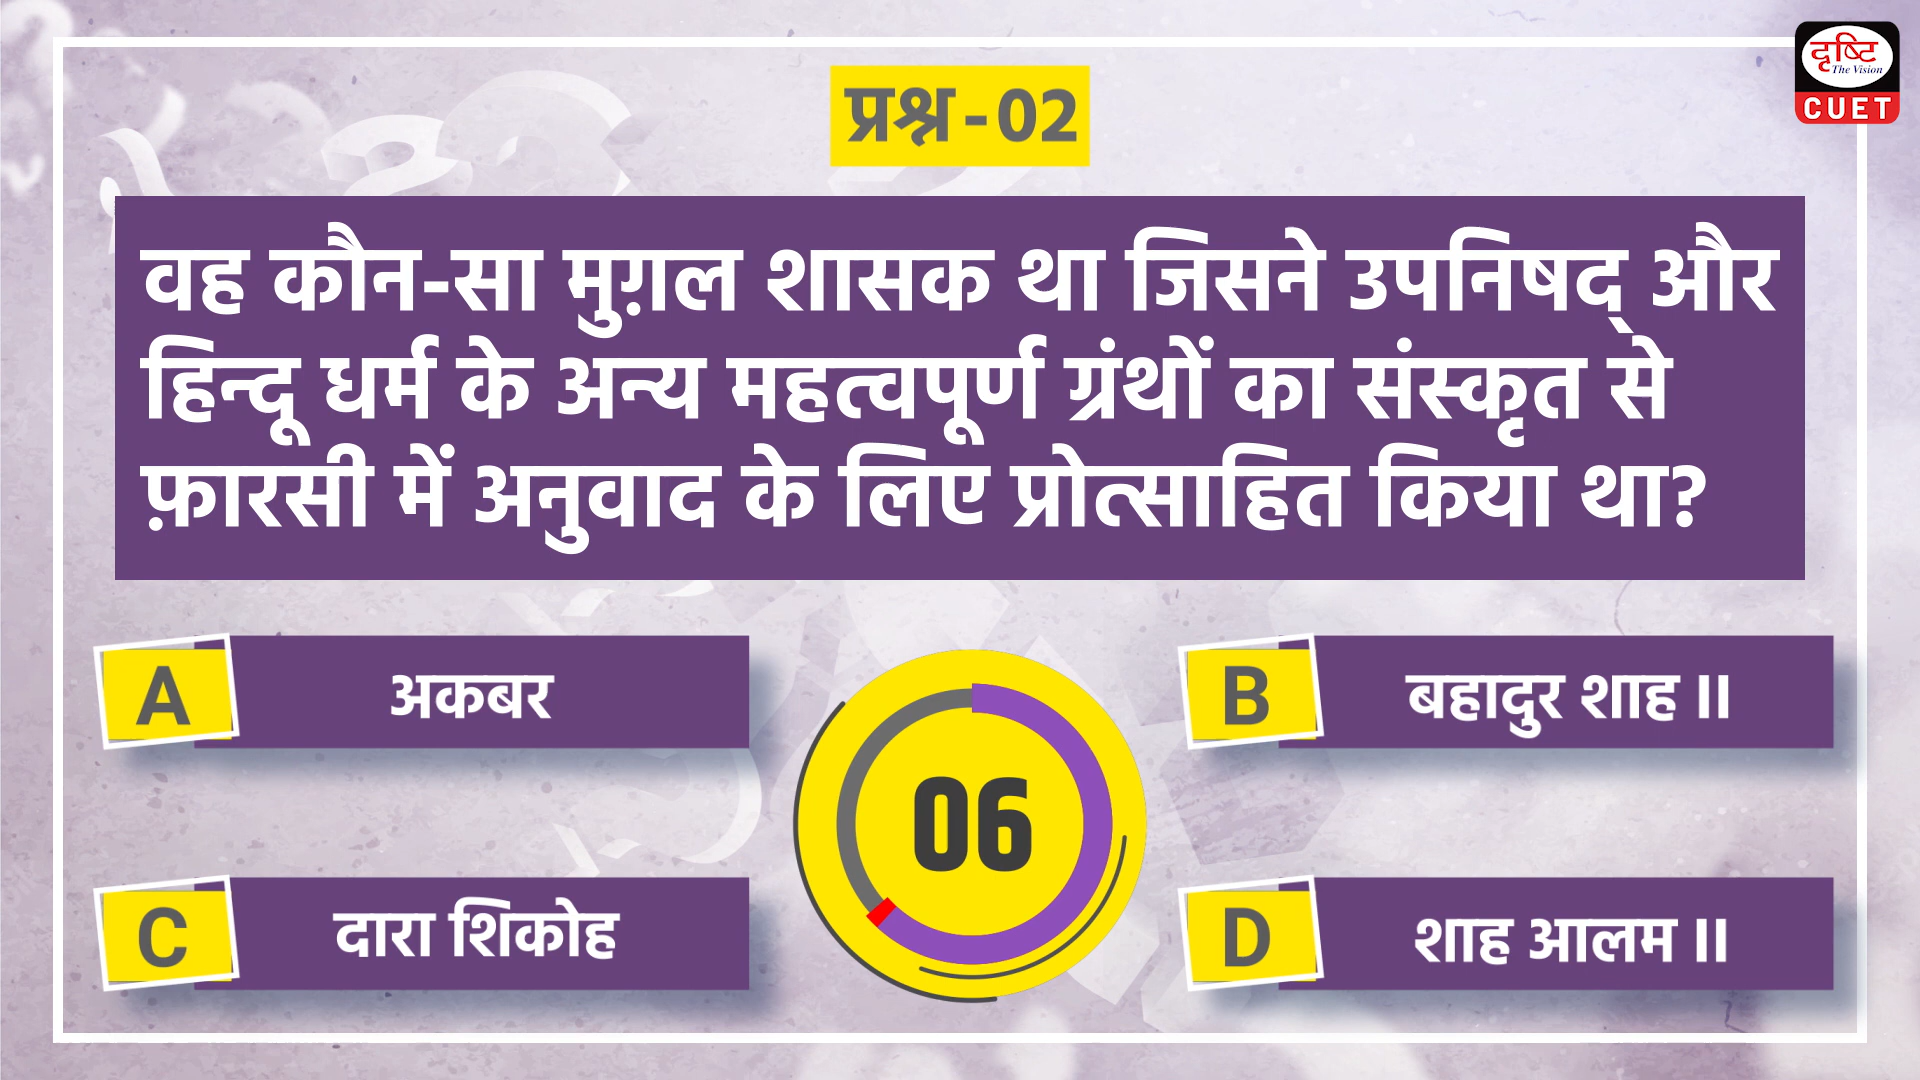 दृष्टि
The Vision
CUET
प्रश्न - 02
वह कौन-सा मुग़ल शासक था जिसने उपनिषद् और
हिन्दू धर्म के अन्य महत्वपूर्ण ग्रंथों का संस्कृत से
फ़ारसी में अनुवाद के लिए प्रोत्साहित किया था?
A अकबर
B बहादुर शाह II
06
C दारा शिकोह
D शाह आलम II